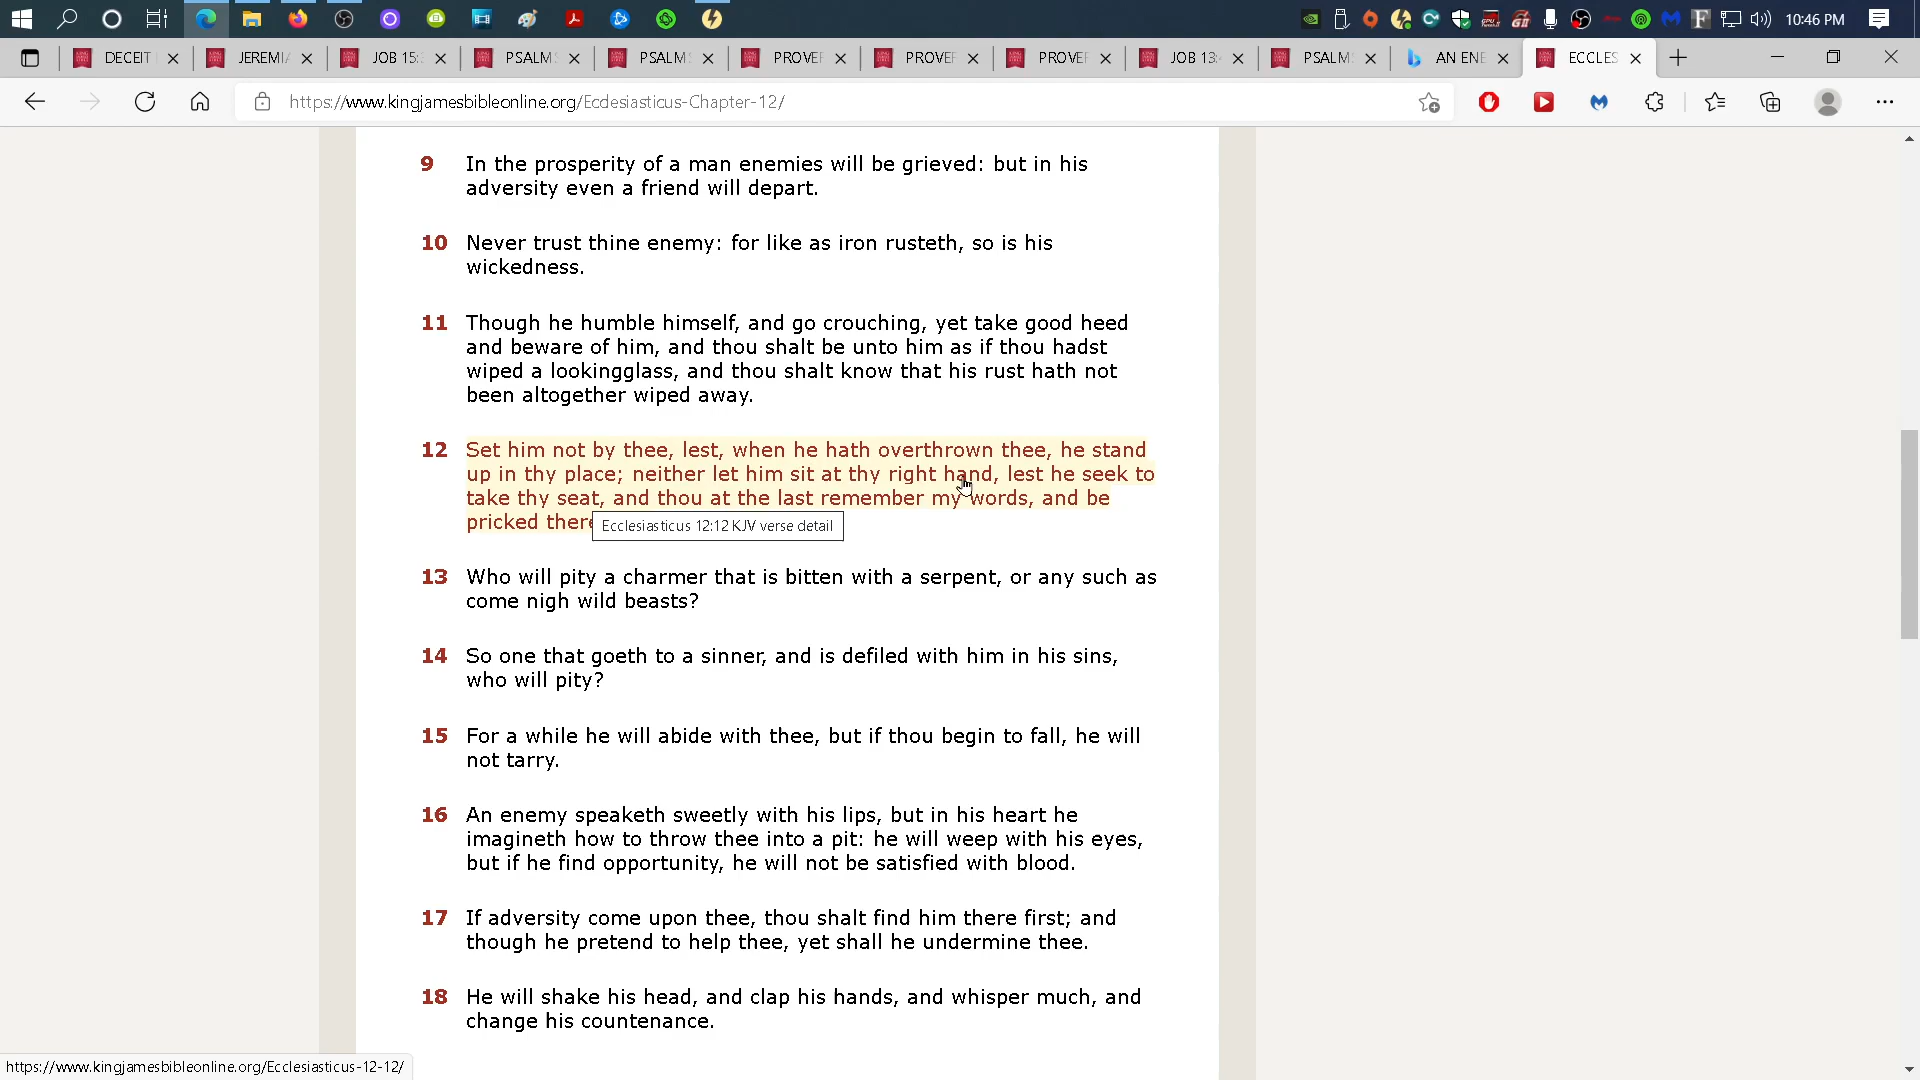 10:46 PM
DECEIT
JEREMIA
JOB 15:
PSALM
PSALM
PROVER
PROVER
PROVER
JOB 13:
PSALM
AN ENE
ECCLES
https://www.kingjamesbibleonline.org/Ecclesiasticus-Chapter-12/
9 In the prosperity of a man enemies will be grieved: but in his
adversity even a friend will depart.
10 Never trust thine enemy: for like as iron rusteth, so is his
wickedness.
11 Though he humble himself, and go crouching, yet take good heed
and beware of him, and thou shalt be unto him as if thou hadst
wiped a lookingglass, and thou shalt know that his rust hath not
been altogether wiped away.
12 Set him not by thee, lest, when he hath overthrown thee, he stand
up in thy place; neither let him sit at thy right hand, lest he seek to
take thy seat, and thou at the last remember my words, and be
pricked there
Ecclesiasticus 12:12 KJV verse detail
13 Who will pity a charmer that is bitten with a serpent, or any such as
come nigh wild beasts?
14 So one that goeth to a sinner, and is defiled with him in his sins,
who will pity?
15 For a while he will abide with thee, but if thou begin to fall, he will
not tarry.
16 An enemy speaketh sweetly with his lips, but in his heart he
imagineth how to throw thee into a pit: he will weep with his eyes,
but if he find opportunity, he will not be satisfied with blood.
17 If adversity come upon thee, thou shalt find him there first; and
though he pretend to help thee, yet shall he undermine thee.
18 He will shake his head, and clap his hands, and whisper much, and
change his countenance.
https://www.kingjamesbibleonline.org/Ecclesiasticus-12-12/